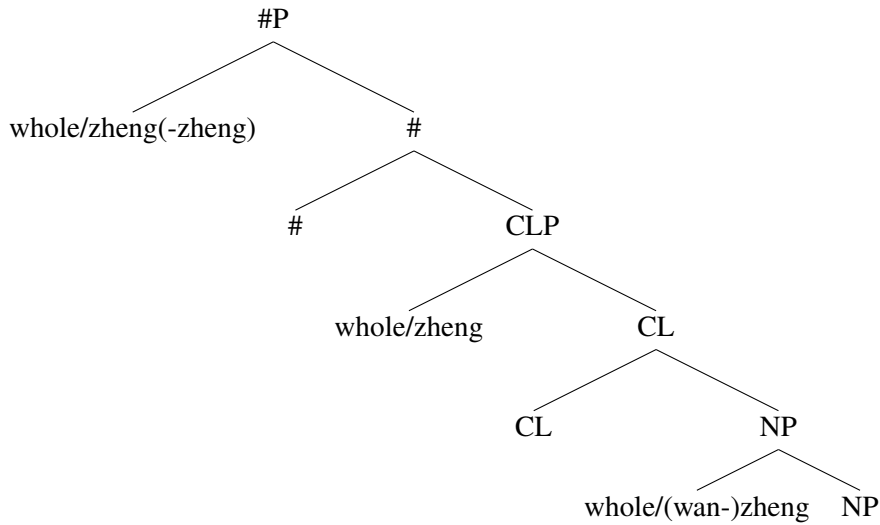 #P
whole/zheng(-zheng) #
# CLP
whole/zheng CL
CL NP
whole/(wan-)zheng NP